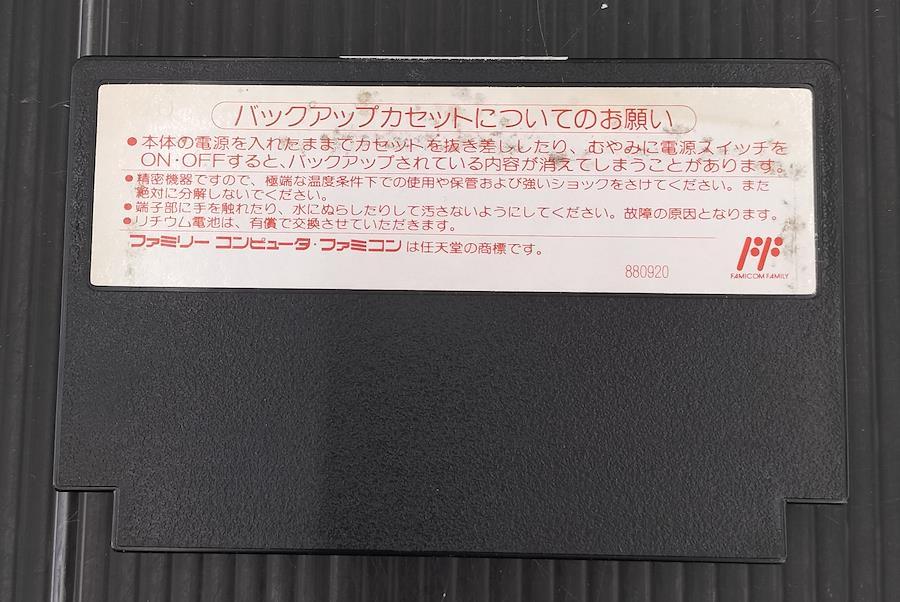 バックアップカセットについてのお願い
●本体の電源を入れたままでカセットを抜き差ししたり、むやみに電源スイッチを
ON・OFFすると、バックアップされている内容が消えてしまうことがあります。
●精密機器ですので、極端な温度条件下での使用や保管および強いショックをさけてください。また
絶対に分解しないでください。
●端子部に手を触れたり、水にぬらしたりして汚さないようにしてください。故障の原因となります。
●リチウム電池は、有償で交換させていただきます。
ファミリー コンピュータ・ファミコンは任天堂の商標です。
880920
FAMICOM FAMILY